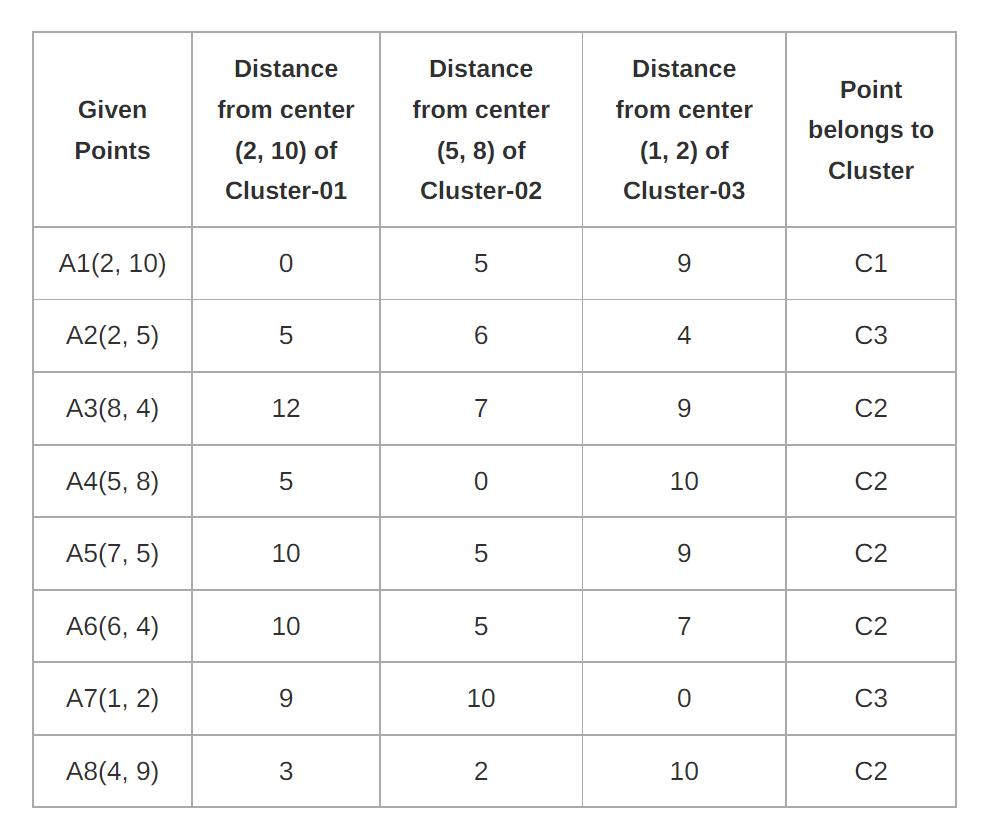 Given Points | Distance from center (2, 10) of Cluster-01 | Distance from center (5, 8) of Cluster-02 | Distance from center (1, 2) of Cluster-03 | Point belongs to Cluster
A1(2, 10) | 0 | 5 | 9 | C1
A2(2, 5) | 5 | 6 | 4 | C3
A3(8, 4) | 12 | 7 | 9 | C2
A4(5, 8) | 5 | 0 | 10 | C2
A5(7, 5) | 10 | 5 | 9 | C2
A6(6, 4) | 10 | 5 | 7 | C2
A7(1, 2) | 9 | 10 | 0 | C3
A8(4, 9) | 3 | 2 | 10 | C2